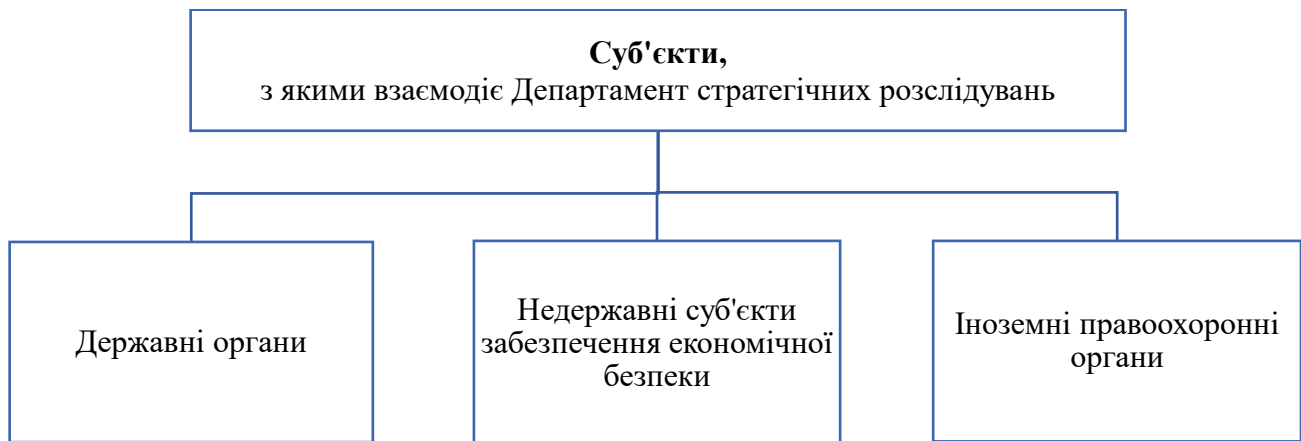 Суб'єкти,
з якими взаємодіє Департамент стратегічних розслідувань
Державні органи
Недержавні суб'єкти
забезпечення економічної
безпеки
Іноземні правоохоронні
органи